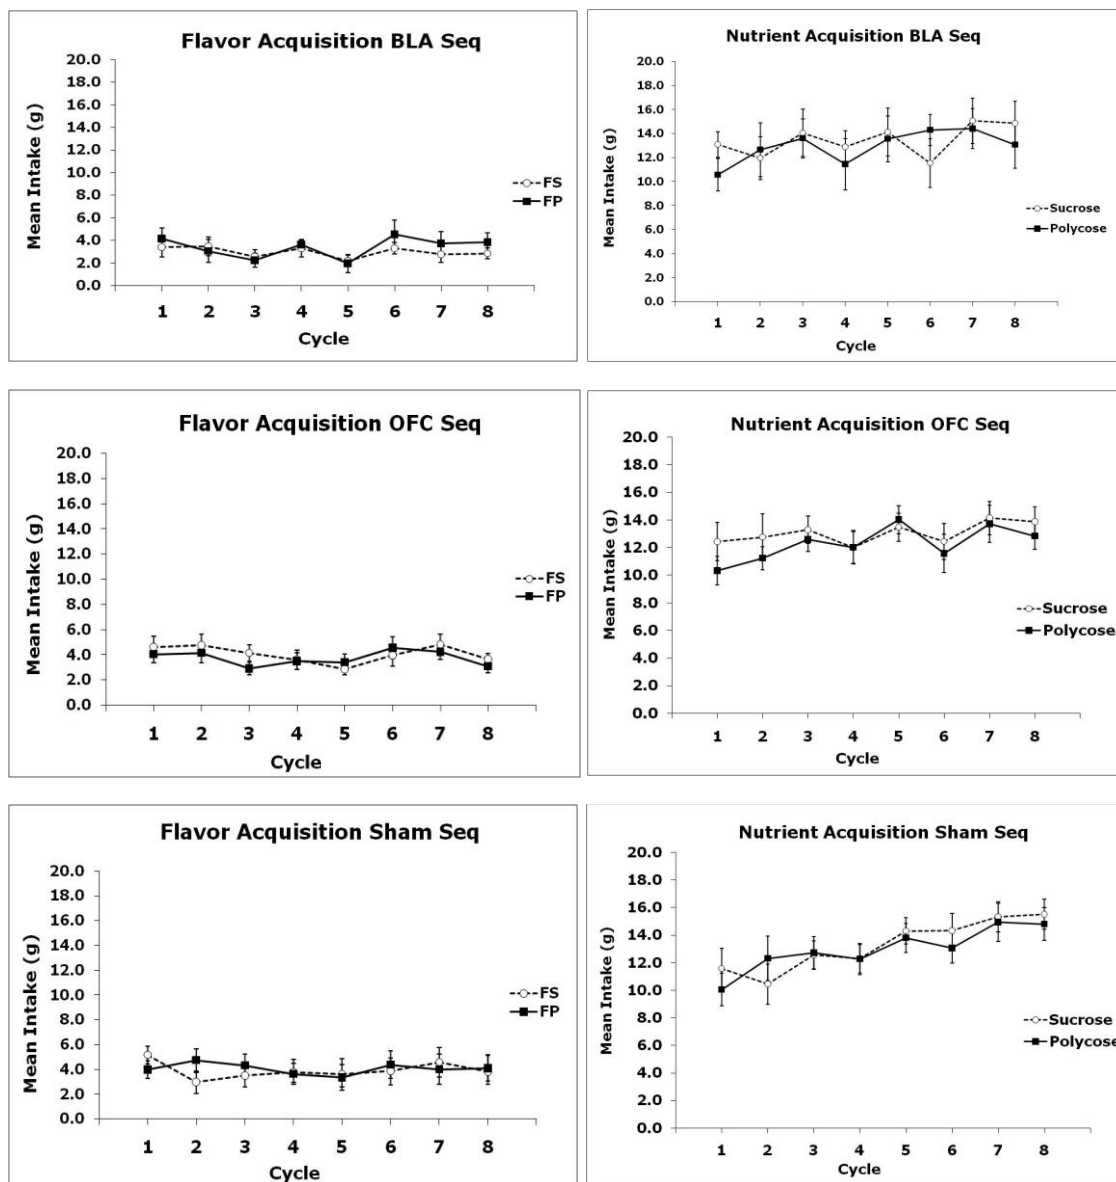 Flavor Acquisition BLA Seq
20.0
18.0
16.0
14.0
12.0
10.0
8.0
6.0
4.0
2.0
0.0
Mean Intake (g)
FS
FP
1 2 3 4 5 6 7 8
Cycle
Nutrient Acquisition BLA Seq
20.0
18.0
16.0
14.0
12.0
10.0
8.0
6.0
4.0
2.0
0.0
Mean Intake (g)
Sucrose
Polycose
1 2 3 4 5 6 7 8
Cycle
Flavor Acquisition OFC Seq
20.0
18.0
16.0
14.0
12.0
10.0
8.0
6.0
4.0
2.0
0.0
Mean Intake (g)
FS
FP
1 2 3 4 5 6 7 8
Cycle
Nutrient Acquisition OFC Seq
20.0
18.0
16.0
14.0
12.0
10.0
8.0
6.0
4.0
2.0
0.0
Mean Intake (g)
Sucrose
Polycose
1 2 3 4 5 6 7 8
Cycle
Flavor Acquisition Sham Seq
20.0
18.0
16.0
14.0
12.0
10.0
8.0
6.0
4.0
2.0
0.0
Mean Intake (g)
FS
FP
1 2 3 4 5 6 7 8
Cycle
Nutrient Acquisition Sham Seq
20.0
18.0
16.0
14.0
12.0
10.0
8.0
6.0
4.0
2.0
0.0
Mean Intake (g)
Sucrose
Polycose
1 2 3 4 5 6 7 8
Cycle